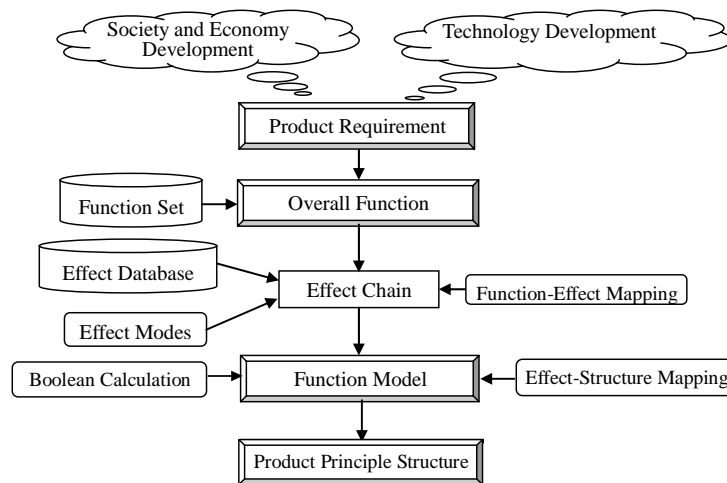 Society and Economy
Development
Technology Development
Product Requirement
Function Set
Overall Function
Effect Database
Effect Chain
Function-Effect Mapping
Effect Modes
Boolean Calculation
Function Model
Effect-Structure Mapping
Product Principle Structure